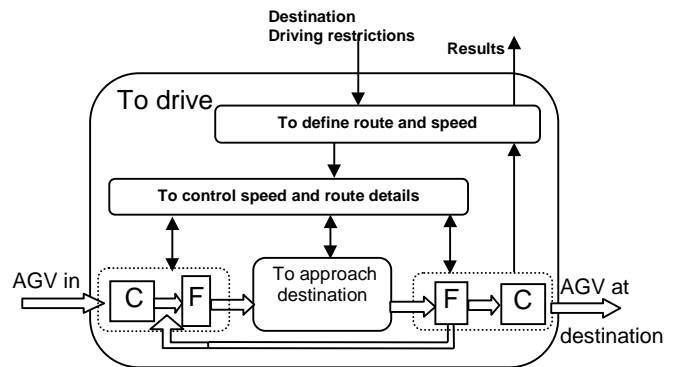 Destination
Driving restrictions
Results
To drive
To define route and speed
To control speed and route details
AGV in
C
F
To approach
destination
F
C
AGV at
destination